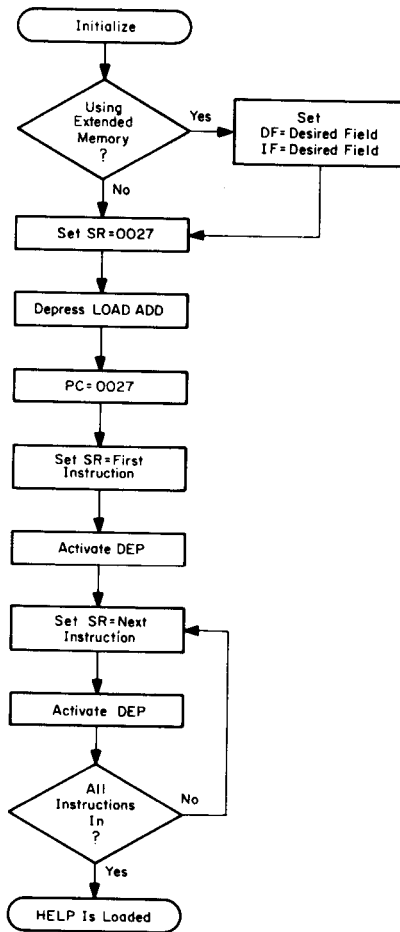 Initialize
Using
Extended
Memory
?
Yes
Set
DF=Desired Field
IF=Desired Field
No
Set SR=0027
Depress LOAD ADD
PC=0027
Set SR=First
Instruction
Activate DEP
Set SR=Next
Instruction
Activate DEP
All
Instructions
In
?
No
Yes
HELP Is Loaded